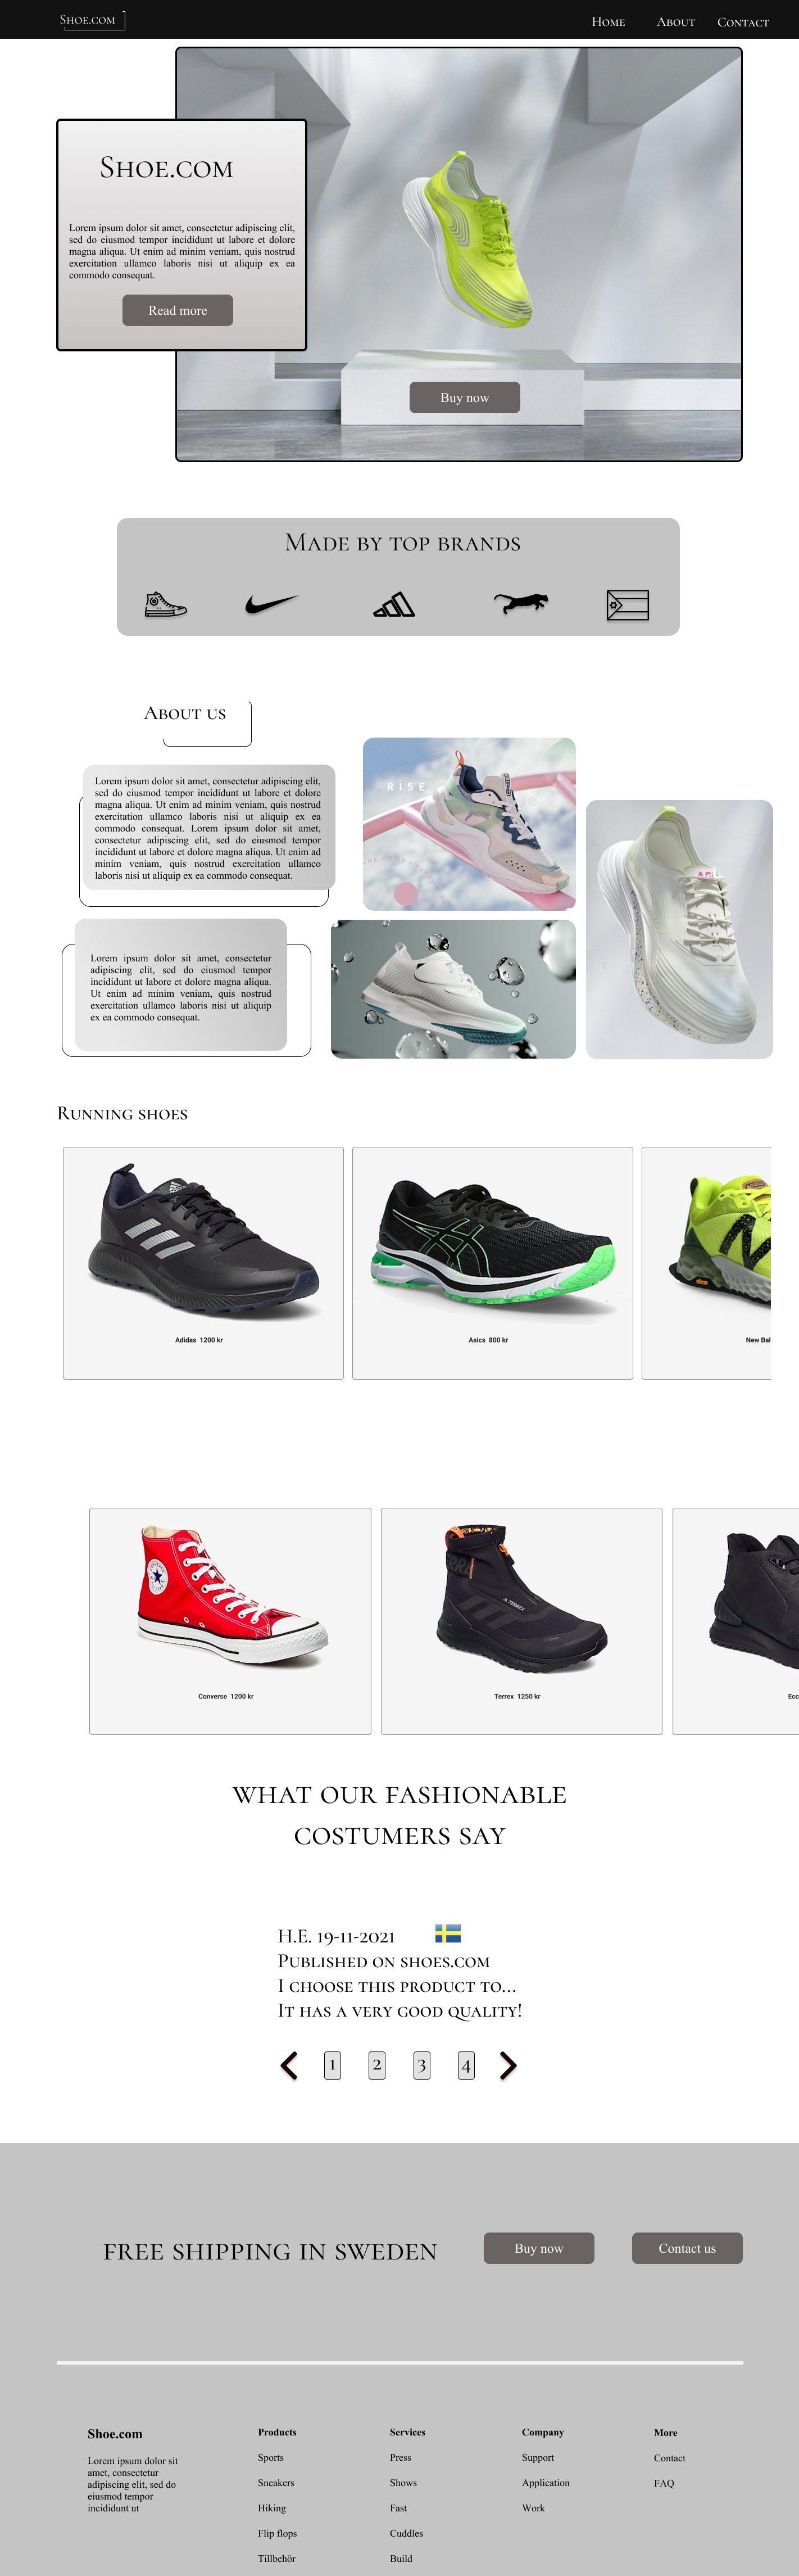 Shoe.com
Home About Contact
Shoe.com
Lorem ipsum dolor sit amet, consectetur adipiscing elit,
sed do eiusmod tempor incididunt ut labore et dolore
magna aliqua. Ut enim ad minim veniam, quis nostrud
exercitation ullamco laboris nisi ut aliquip ex ea
commodo consequat.
Read more
Buy now
Made by top brands
About us
Lorem ipsum dolor sit amet, consectetur adipiscing elit,
sed do eiusmod tempor incididunt ut labore et dolore
magna aliqua. Ut enim ad minim veniam, quis nostrud
exercitation ullamco laboris nisi ut aliquip ex ea
commodo consequat. Lorem ipsum dolor sit amet,
consectetur adipiscing elit, sed do eiusmod tempor
incididunt ut labore et dolore magna aliqua. Ut enim ad
minim veniam, quis nostrud exercitation ullamco
laboris nisi ut aliquip ex ea commodo consequat.
RISE
Lorem ipsum dolor sit amet, consectetur
adipiscing elit, sed do eiusmod tempor
incididunt ut labore et dolore magna aliqua.
Ut enim ad minim veniam, quis nostrud
exercitation ullamco laboris nisi ut aliquip
ex ea commodo consequat.
Running shoes
Adidas 1200 kr
Asics 800 kr
New Bal
Converse 1200 kr
TERREX
Terrex 1250 kr
Ecc
what our fashionable
costumers say
H.E. 19-11-2021
Published on shoes.com
I choose this product to...
It has a very good quality!
1 2 3 4
free shipping in sweden
Buy now
Contact us
Shoe.com
Lorem ipsum dolor sit
amet, consectetur
adipiscing elit, sed do
eiusmod tempor
incididunt ut
Products
Sports
Sneakers
Hiking
Flip flops
Tillbehör
Services
Press
Shows
Fast
Cuddles
Build
Company
Support
Application
Work
More
Contact
FAQ